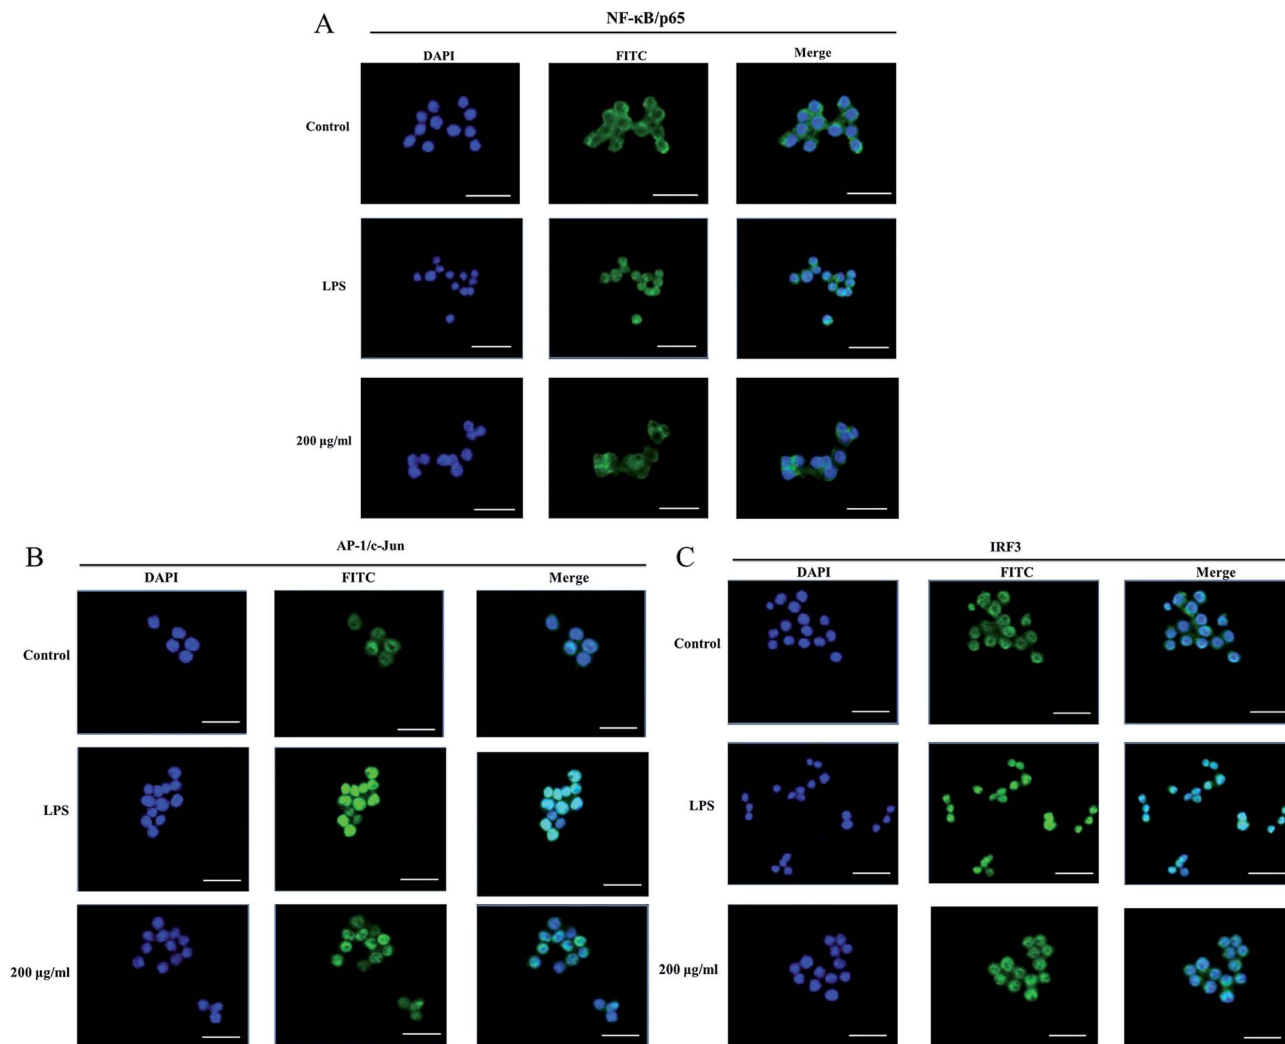 A
NF-κB/p65
DAPI FITC Merge
Control
LPS
200 μg/ml
B
AP-1/c-Jun
DAPI FITC Merge
Control
LPS
200 μg/ml
C
IRF3
DAPI FITC Merge
Control
LPS
200 μg/ml